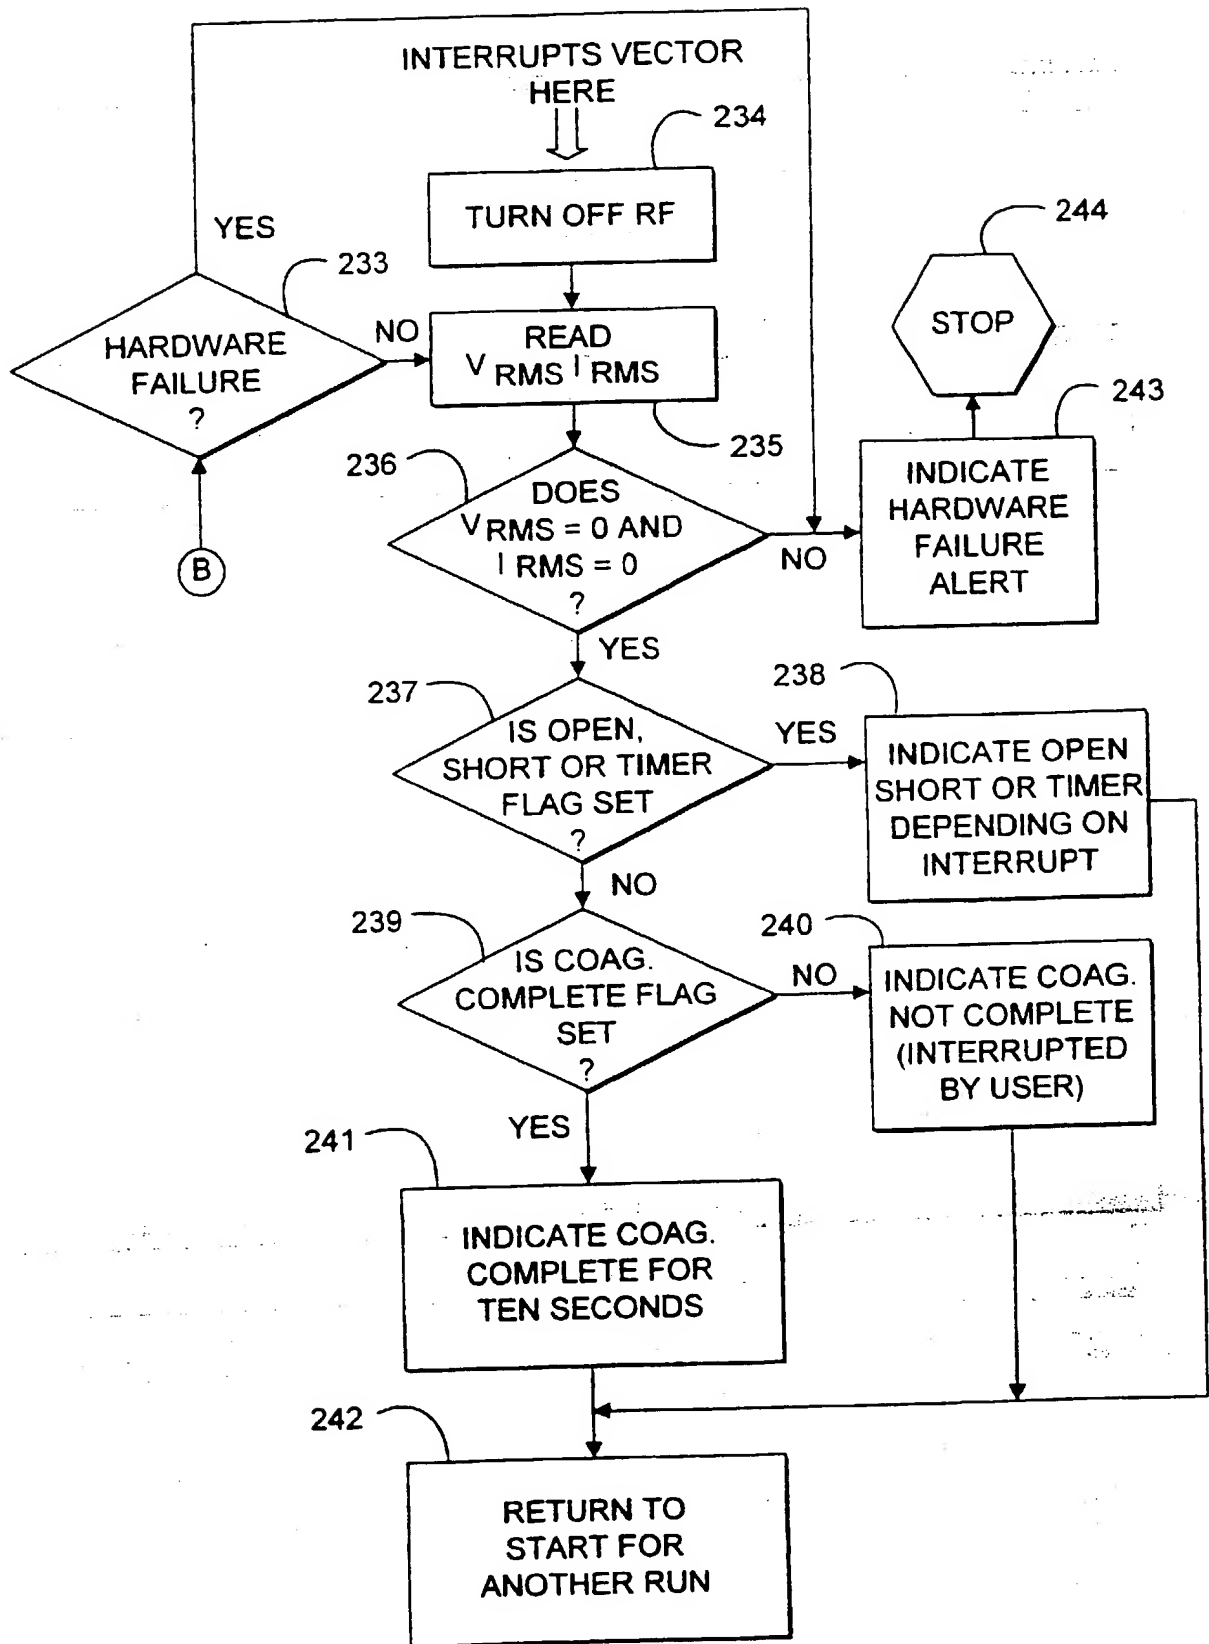 INTERRUPTS VECTOR
HERE
234
TURN OFF RF
YES
233
HARDWARE
FAILURE
?
NO
READ
V RMS I RMS
235
244
STOP
243
INDICATE
HARDWARE
FAILURE
ALERT
236
DOES
V RMS = 0 AND
I RMS = 0
?
NO
B
YES
237
IS OPEN,
SHORT OR TIMER
FLAG SET
?
YES
238
INDICATE OPEN
SHORT OR TIMER
DEPENDING ON
INTERRUPT
NO
239
IS COAG.
COMPLETE FLAG
SET
?
NO
240
INDICATE COAG.
NOT COMPLETE
(INTERRUPTED
BY USER)
YES
241
INDICATE COAG.
COMPLETE FOR
TEN SECONDS
242
RETURN TO
START FOR
ANOTHER RUN